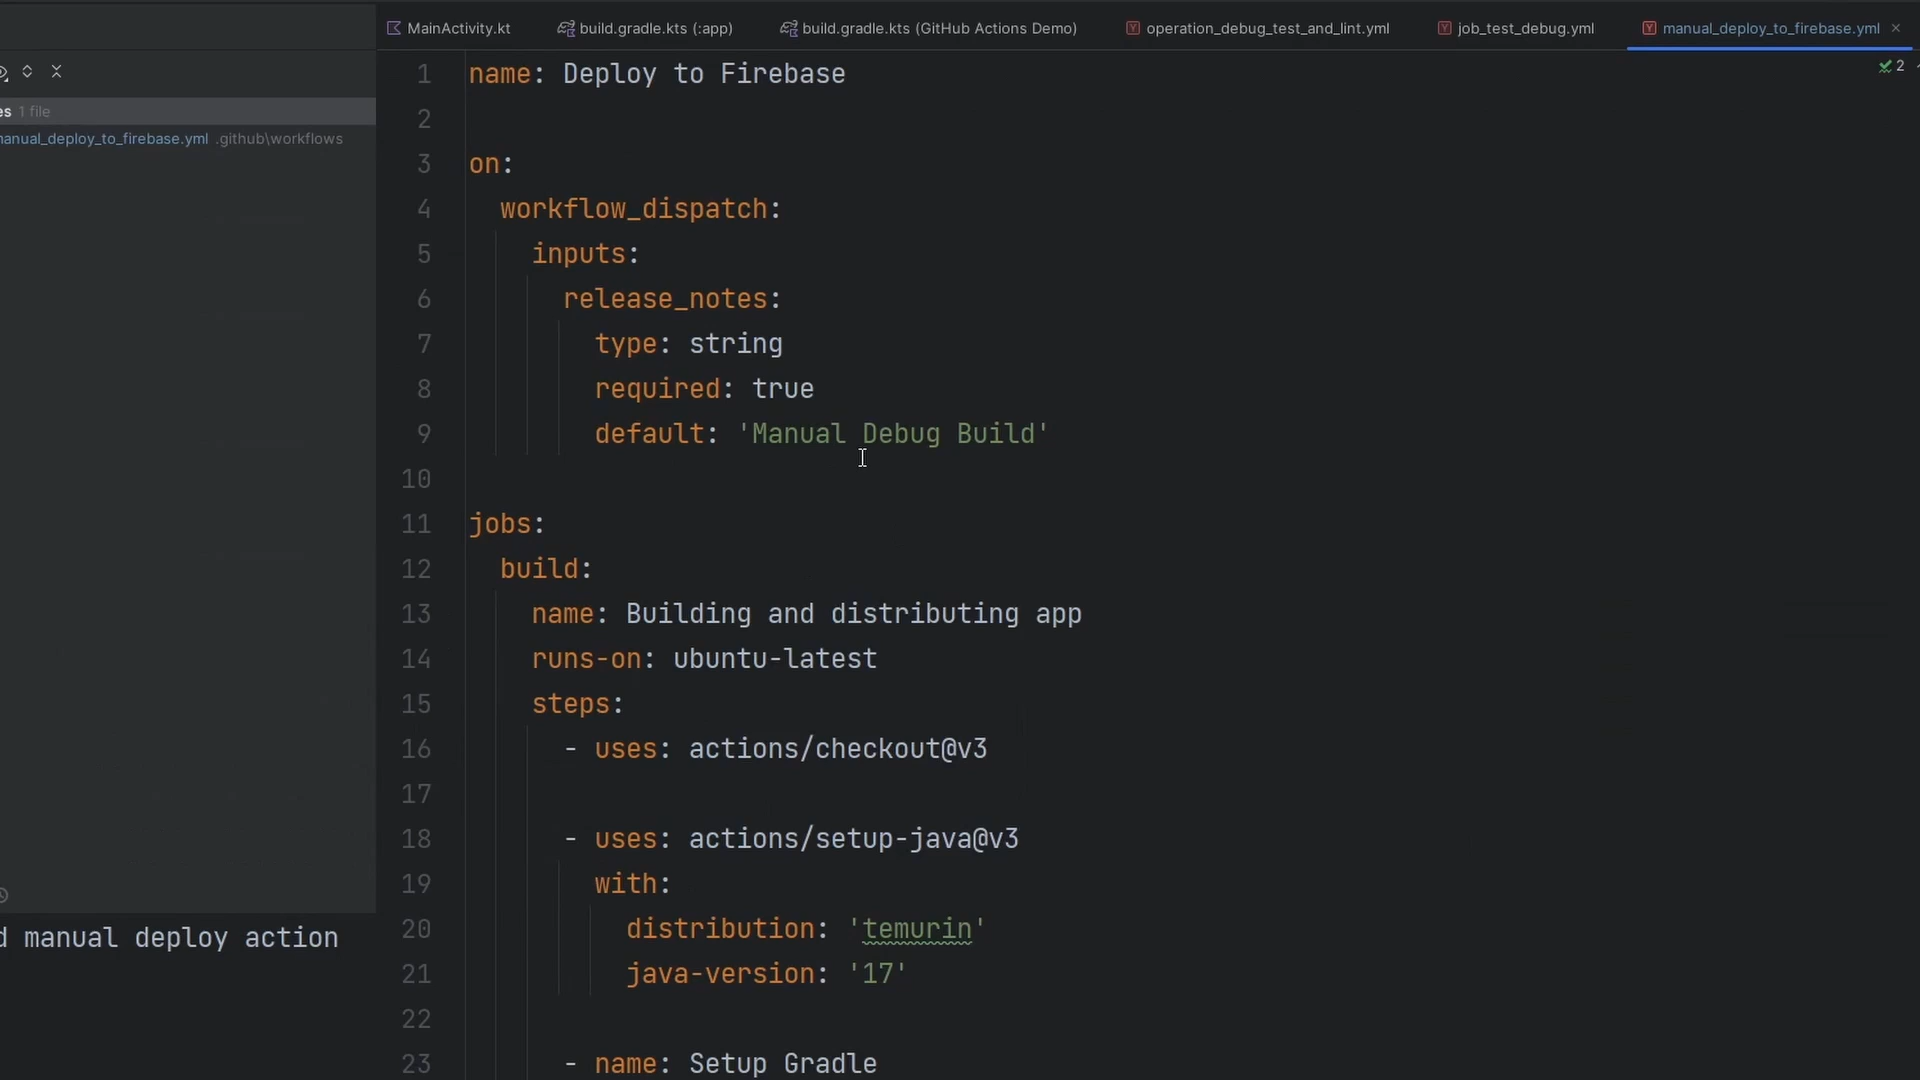 MainActivity.kt build.gradle.kts (:app) build.gradle.kts (GitHub Actions Demo) operation_debug_test_and_lint.yml job_test_debug.yml manual_deploy_to_firebase.yml
2
es 1 file
manual_deploy_to_firebase.yml .github\workflows
d manual deploy action
1 name: Deploy to Firebase
2
3 on:
4 workflow_dispatch:
5 inputs:
6 release_notes:
7 type: string
8 required: true
9 default: 'Manual Debug Build'
10
11 jobs:
12 build:
13 name: Building and distributing app
14 runs-on: ubuntu-latest
15 steps:
16 - uses: actions/checkout@v3
17
18 - uses: actions/setup-java@v3
19 with:
20 distribution: 'temurin'
21 java-version: '17'
22
23 - name: Setup Gradle